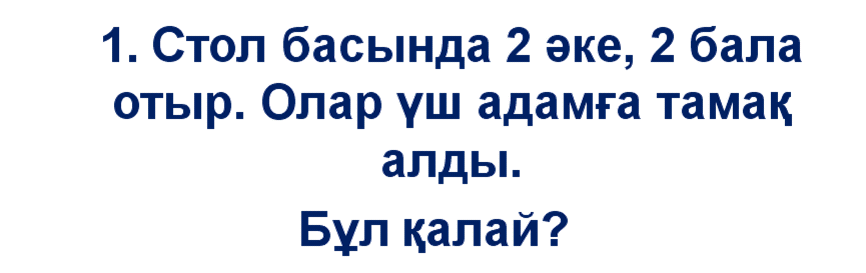 1. Стол басында 2 әке, 2 бала
отыр. Олар үш адамға тамақ
алды.
Бұл қалай?